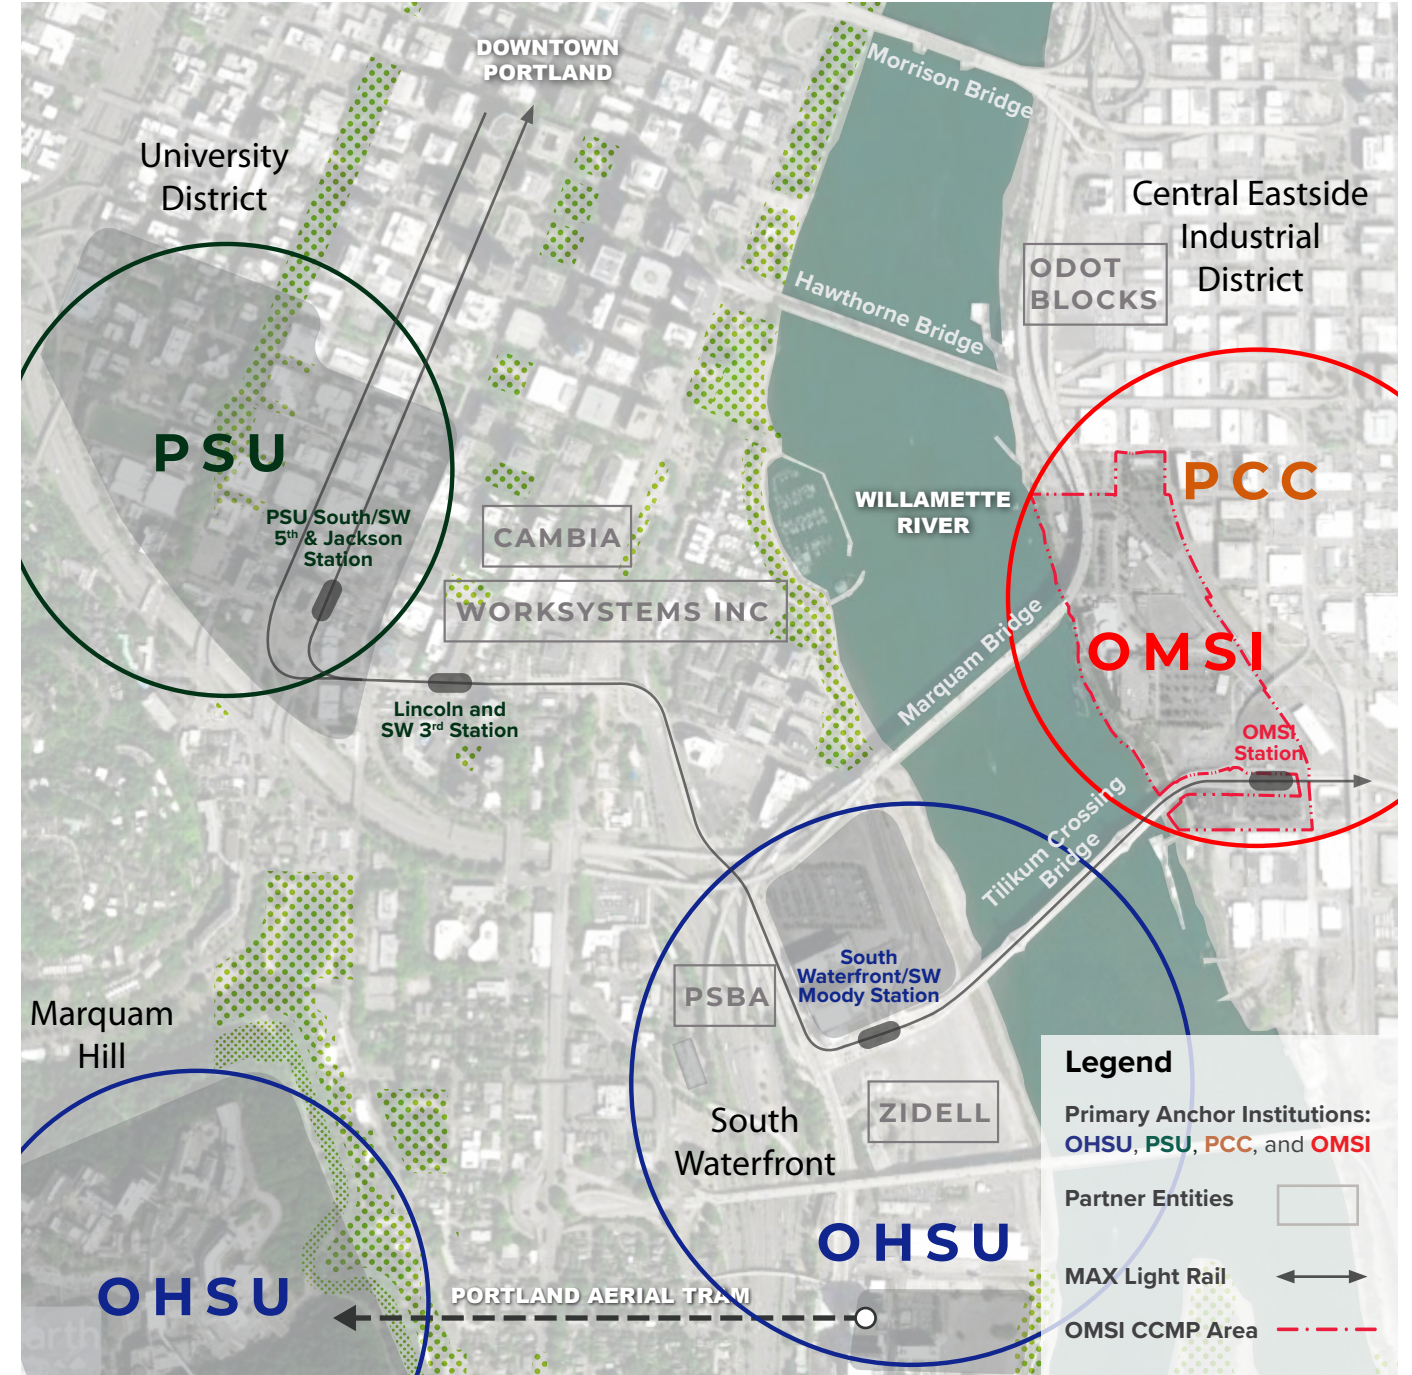 DOWNTOWN
PORTLAND
Morrison Bridge
University
District
Central Eastside
Industrial
District
ODOT
BLOCKS
Hawthorne Bridge
PSU
PCC
WILLAMETTE
RIVER
PSU South/SW
5th & Jackson
Station
CAMBIA
WORKSYSTEMS INC
Marquam Bridge
OMSI
Lincoln and
SW 3rd Station
OMSI
Station
Tilikum Crossing
Bridge
South
Waterfront/SW
Moody Station
PSBA
Marquam
Hill
ZIDELL
South
Waterfront
OHSU
OHSU
PORTLAND AERIAL TRAM
Legend
Primary Anchor Institutions:
OHSU, PSU, PCC, and OMSI
Partner Entities
MAX Light Rail
OMSI CCMP Area